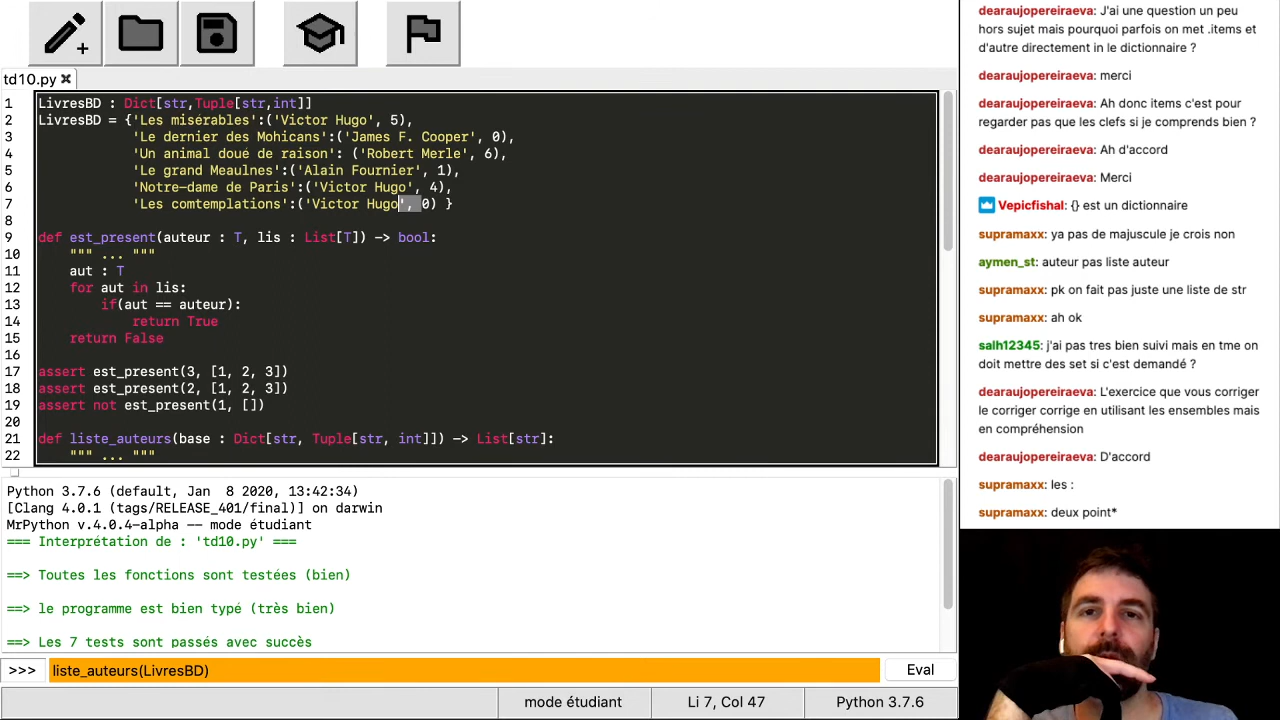 td10.py
1 LivresBD : Dict[str,Tuple[str,int]]
2 LivresBD = {'Les misérables':('Victor Hugo', 5),
3 'Le dernier des Mohicans':('James F. Cooper', 0),
4 'Un animal doué de raison': ('Robert Merle', 6),
5 'Le grand Meaulnes':('Alain Fournier', 1),
6 'Notre-dame de Paris':('Victor Hugo', 4),
7 'Les comtemplations':('Victor Hugo', 0) }
8
9 def est_present(auteur : T, lis : List[T]) -> bool:
10 """ ... """
11 aut : T
12 for aut in lis:
13 if(aut == auteur):
14 return True
15 return False
16
17 assert est_present(3, [1, 2, 3])
18 assert est_present(2, [1, 2, 3])
19 assert not est_present(1, [])
20
21 def liste_auteurs(base : Dict[str, Tuple[str, int]]) -> List[str]:
22 """ ... """
Python 3.7.6 (default, Jan  8 2020, 13:42:34)
[Clang 4.0.1 (tags/RELEASE_401/final)] on darwin
MrPython v.4.0.4-alpha -- mode étudiant
=== Interprétation de : 'td10.py' ===
==> Toutes les fonctions sont testées (bien)
==> le programme est bien typé (très bien)
==> Les 7 tests sont passés avec succès
>>> liste_auteurs(LivresBD) Eval
mode étudiant Li 7, Col 47 Python 3.7.6
dearaujopereiraeva: J'ai une question un peu
hors sujet mais pourquoi parfois on met .items et
d'autre directement in le dictionnaire ?
dearaujopereiraeva: merci
dearaujopereiraeva: Ah donc items c'est pour
regarder pas que les clefs si je comprends bien ?
dearaujopereiraeva: Ah d'accord
dearaujopereiraeva: Merci
Vepicfishal: {} est un dictionnaire
supramaxx: ya pas de majuscule je crois non
aymen_st: auteur pas liste auteur
supramaxx: pk on fait pas juste une liste de str
supramaxx: ah ok
salh12345: j'ai pas tres bien suivi mais en tme on
doit mettre des set si c'est demandé ?
dearaujopereiraeva: L'exercice que vous corriger
le corriger corrige en utilisant les ensembles mais
en compréhension
dearaujopereiraeva: D'accord
supramaxx: les :
supramaxx: deux point*